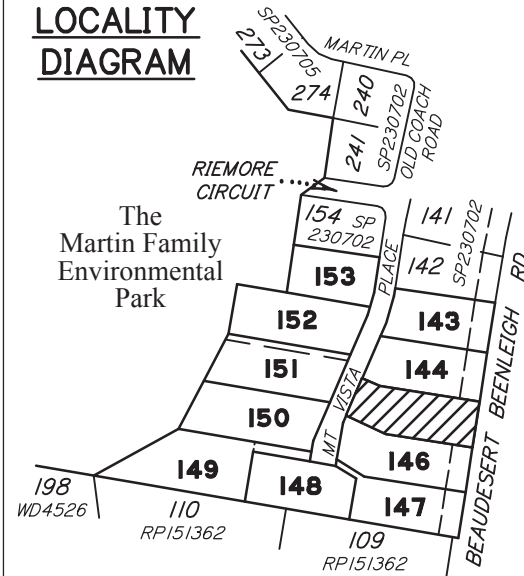 LOCALITY
DIAGRAM
SP230705
273
274
MARTIN PL
240
241
SP230702
OLD COACH
ROAD
RIEMORE
CIRCUIT
The
Martin Family
Environmental
Park
154 SP
230702
141
142
SP230702
153
152
151
150
149
148
143
144
146
147
MT VISTA PLACE
BEAUDESERT BEENLEIGH RD
198
WD4526
110
RP151362
109
RP151362